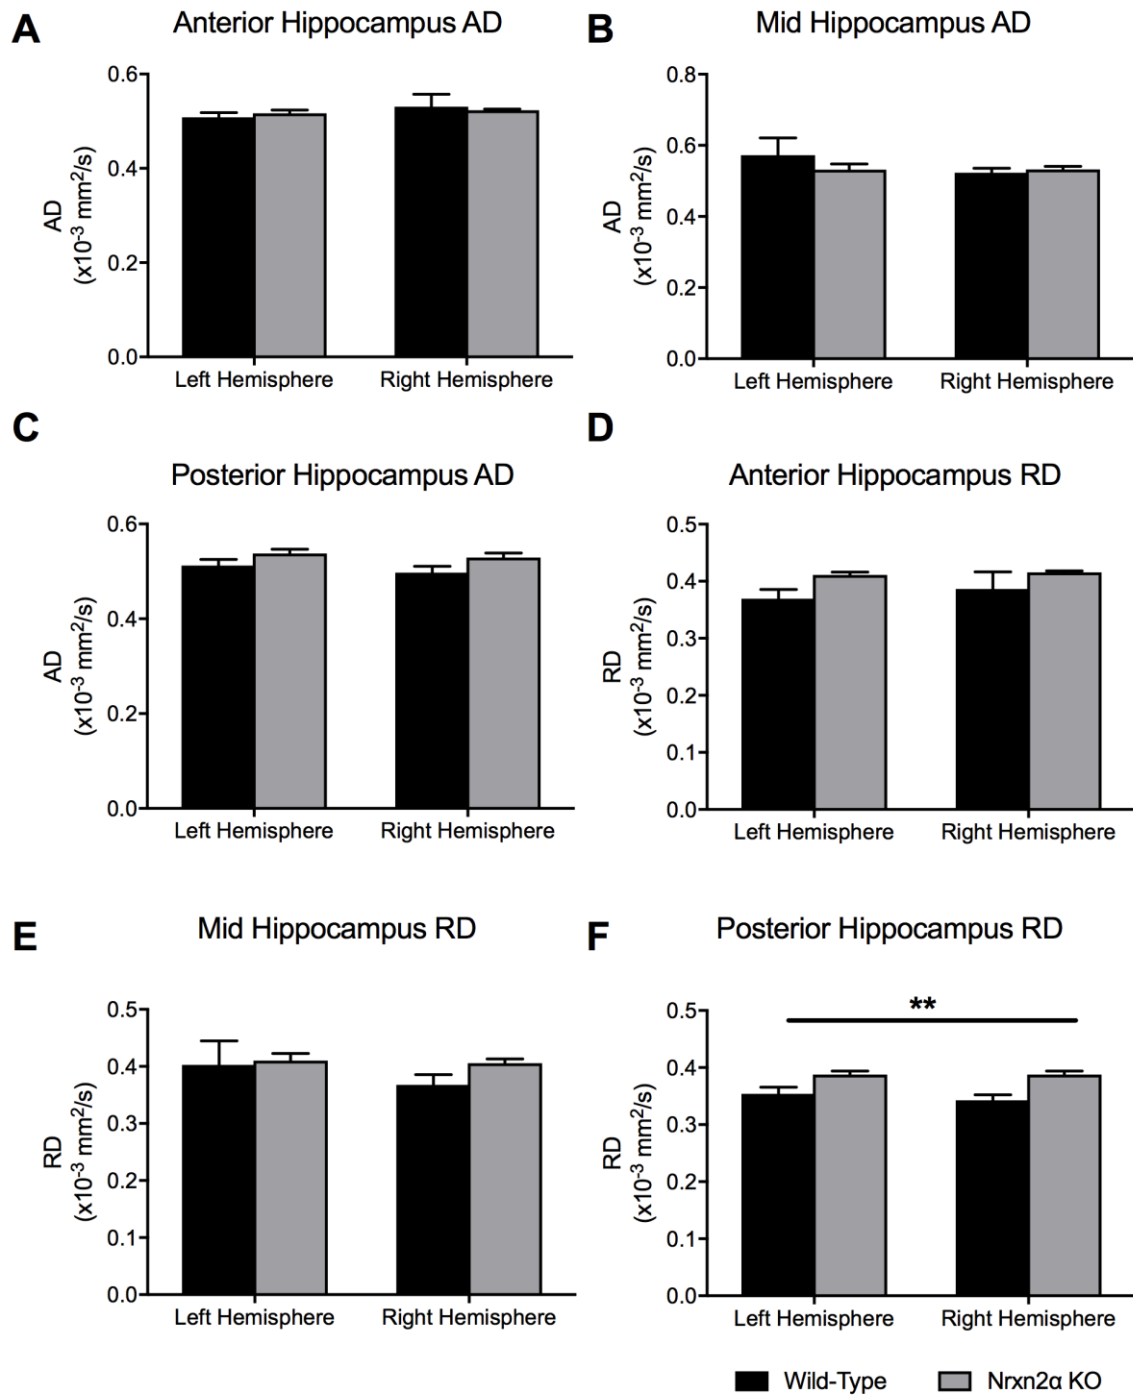 A
Anterior Hippocampus AD
0.6
0.4
0.2
0.0
AD
(x10⁻³ mm²/s)
Left Hemisphere
Right Hemisphere
B
Mid Hippocampus AD
0.8
0.6
0.4
0.2
0.0
AD
(x10⁻³ mm²/s)
Left Hemisphere
Right Hemisphere
C
Posterior Hippocampus AD
0.6
0.4
0.2
0.0
AD
(x10⁻³ mm²/s)
Left Hemisphere
Right Hemisphere
D
Anterior Hippocampus RD
0.5
0.4
0.3
0.2
0.1
0.0
RD
(x10⁻³ mm²/s)
Left Hemisphere
Right Hemisphere
E
Mid Hippocampus RD
0.5
0.4
0.3
0.2
0.1
0.0
RD
(x10⁻³ mm²/s)
Left Hemisphere
Right Hemisphere
F
Posterior Hippocampus RD
**
0.5
0.4
0.3
0.2
0.1
0.0
RD
(x10⁻³ mm²/s)
Left Hemisphere
Right Hemisphere
Wild-Type
Nrxn2α KO